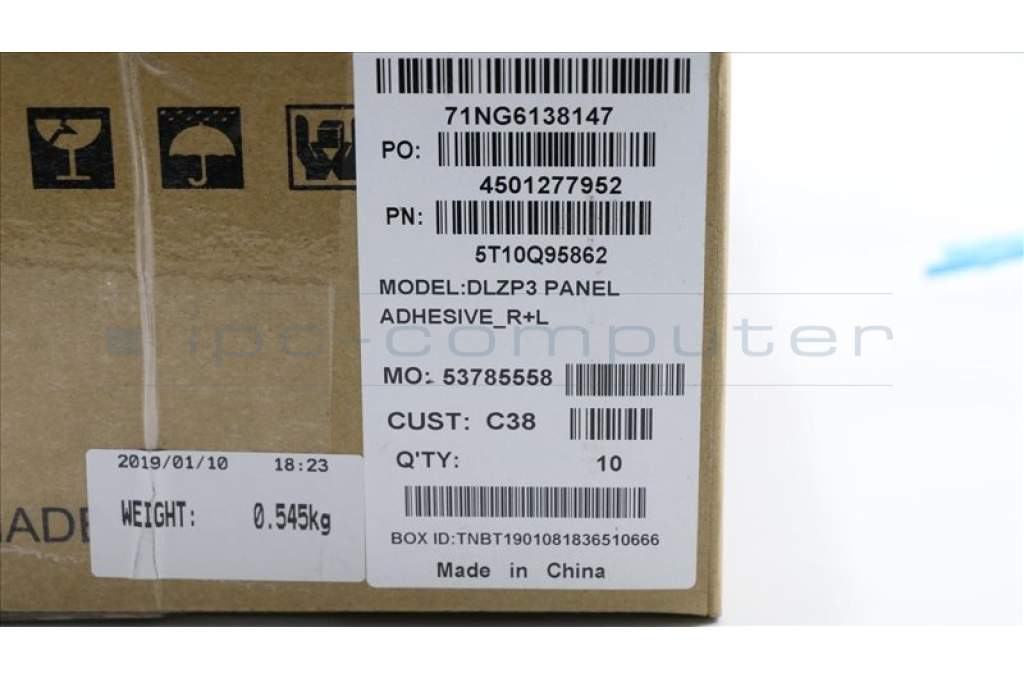 71NG6138147
PO:
4501277952
PN:
5T10Q95862
MODEL:DLZP3 PANEL
ADHESIVE_R+L
ipc-computer
MO: 53785558
CUST: C38
Q'TY: 10
BOX ID:TNBT1901081836510666
Made in China
2019/01/10 18:23
WEIGHT: 0.545kg